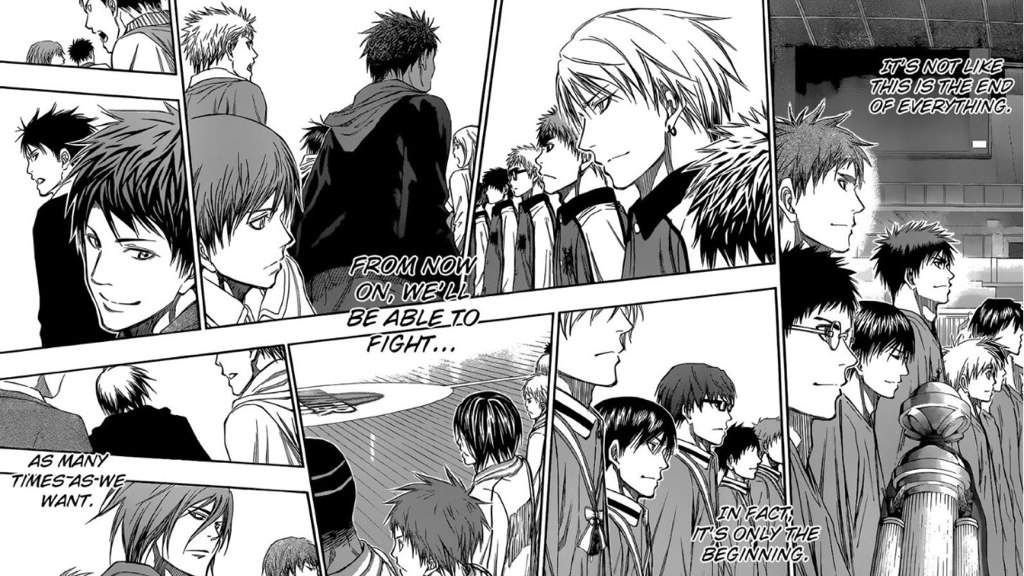 IT'S NOT LIKE
THIS IS THE END
OF EVERYTHING.
IN FACT,
IT'S ONLY THE
BEGINNING.
FROM NOW
ON, WE'LL
BE ABLE TO
FIGHT...
AS MANY
TIMES AS WE
WANT.